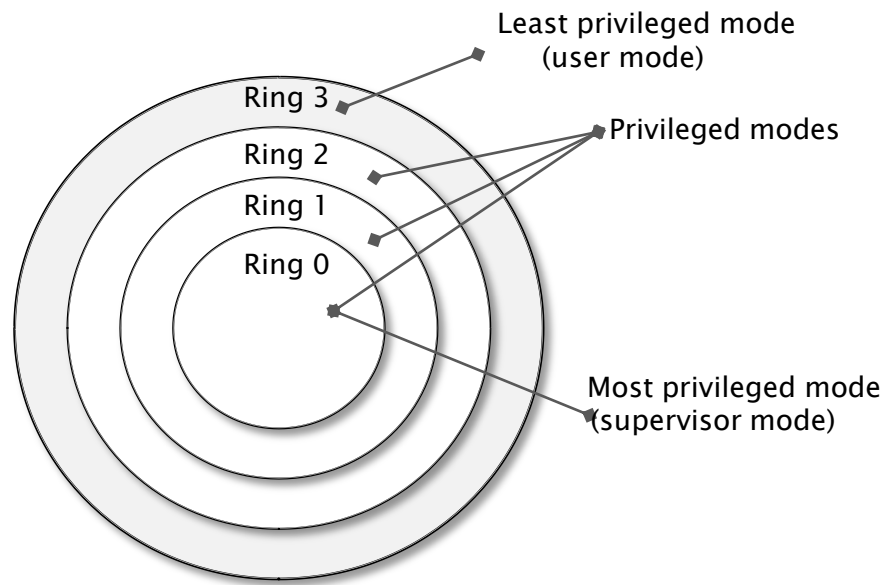 Least privileged mode
(user mode)
Ring 3
Privileged modes
Ring 2
Ring 1
Ring 0
Most privileged mode
(supervisor mode)